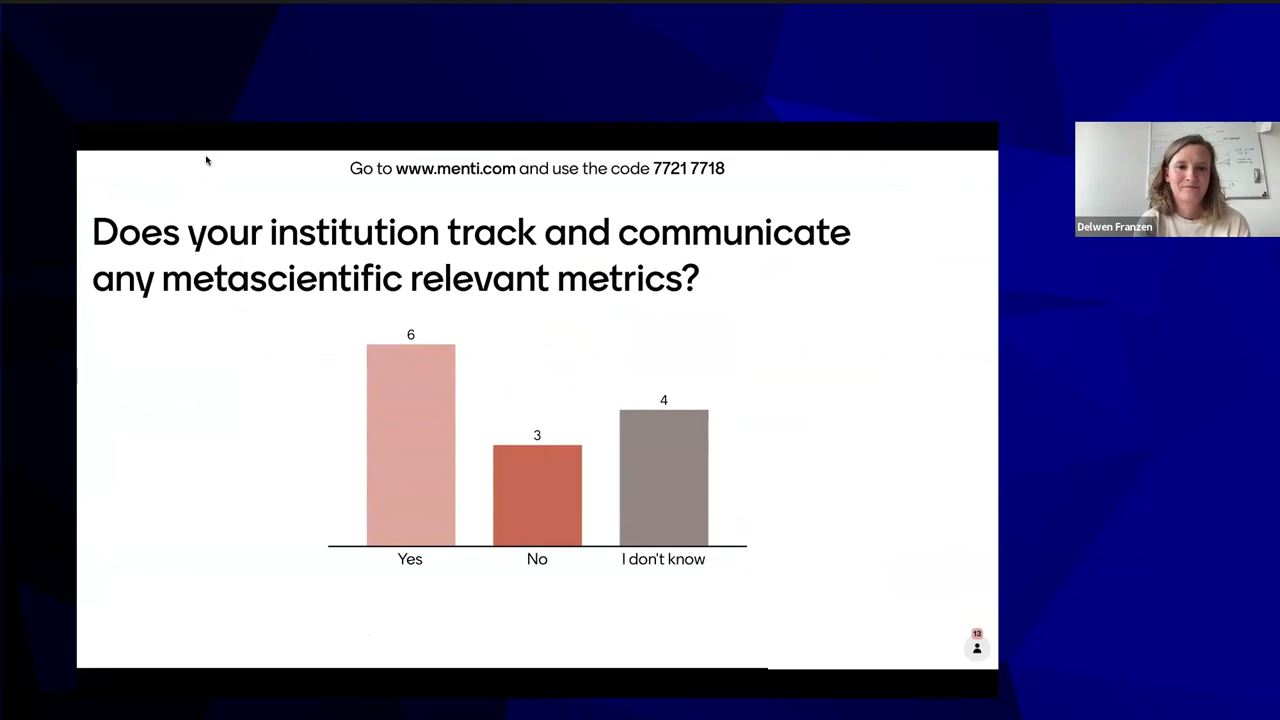 Go to www.menti.com and use the code 7721 7718
Does your institution track and communicate
any metascientific relevant metrics?
6
3
4
Yes
No
I don't know
13
Delwen Franzen